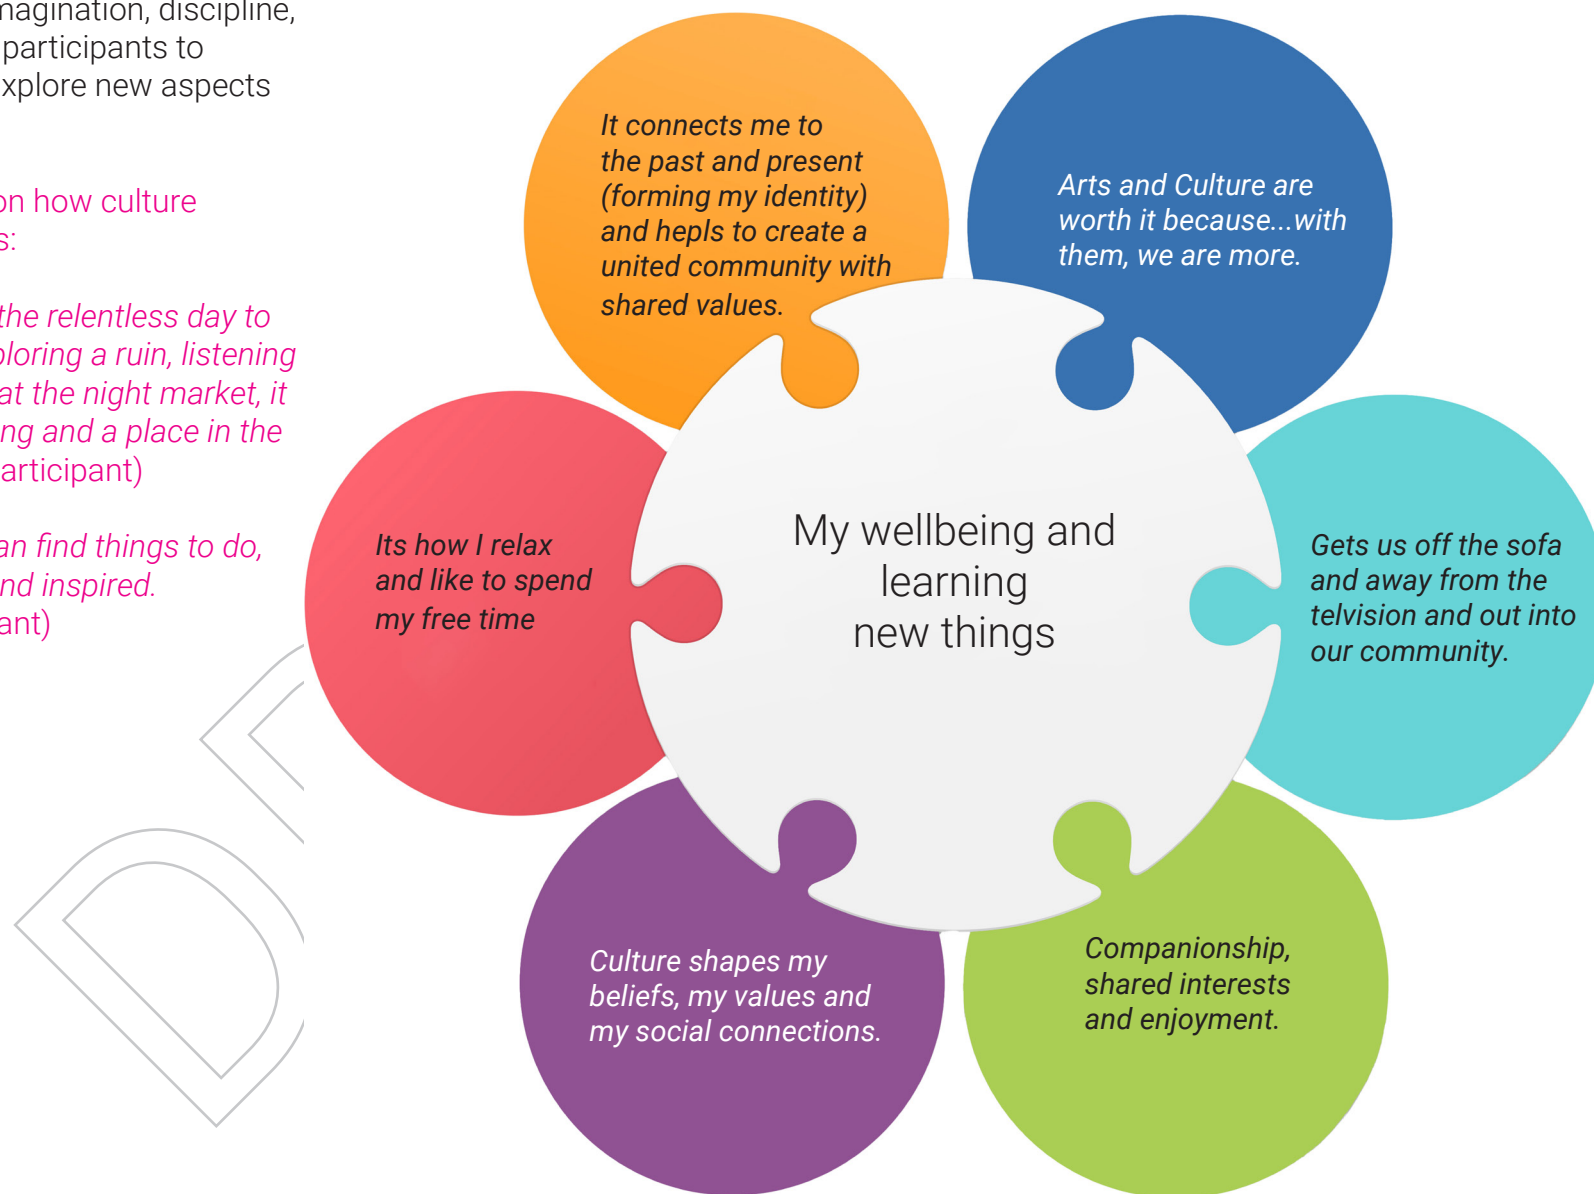 magination, discipline,
participants to
xplore new aspects
on how culture
s:
the relentless day to
ploring a ruin, listening
at the night market, it
ng and a place in the
articipant)
an find things to do,
nd inspired.
ant)
It connects me to
the past and present
(forming my identity)
and hepls to create a
united community with
shared values.
Arts and Culture are
worth it because...with
them, we are more.
Its how I relax
and like to spend
my free time
My wellbeing and
learning
new things
Gets us off the sofa
and away from the
telvision and out into
our community.
Culture shapes my
beliefs, my values and
my social connections.
Companionship,
shared interests
and enjoyment.
D